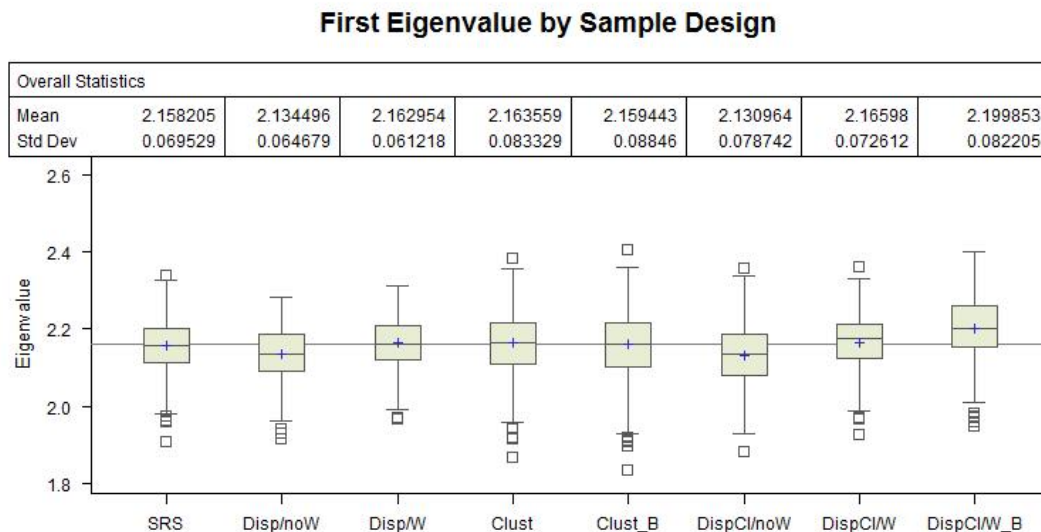 First Eigenvalue by Sample Design
Overall Statistics
Mean 2.158205 2.134496 2.162954 2.163559 2.159443 2.130964 2.16598 2.199853
Std Dev 0.069529 0.064679 0.061218 0.083329 0.08846 0.078742 0.072612 0.082205
2.6
2.4
2.2
2.0
1.8
Eigenvalue
SRS Disp/noW Disp/W Clust Clust_B DispCl/noW DispCl/W DispCl/W_B